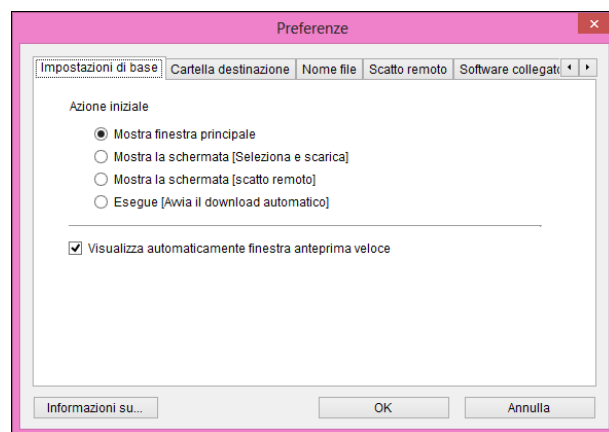 Preferenze
Impostazioni di base Cartella destinazione Nome file Scatto remoto Software collegato
Azione iniziale
Mostra finestra principale
Mostra la schermata [Seleziona e scarica]
Mostra la schermata [scatto remoto]
Esegue [Avvia il download automatico]
Visualizza automaticamente finestra anteprima veloce
Informazioni su... OK Annulla